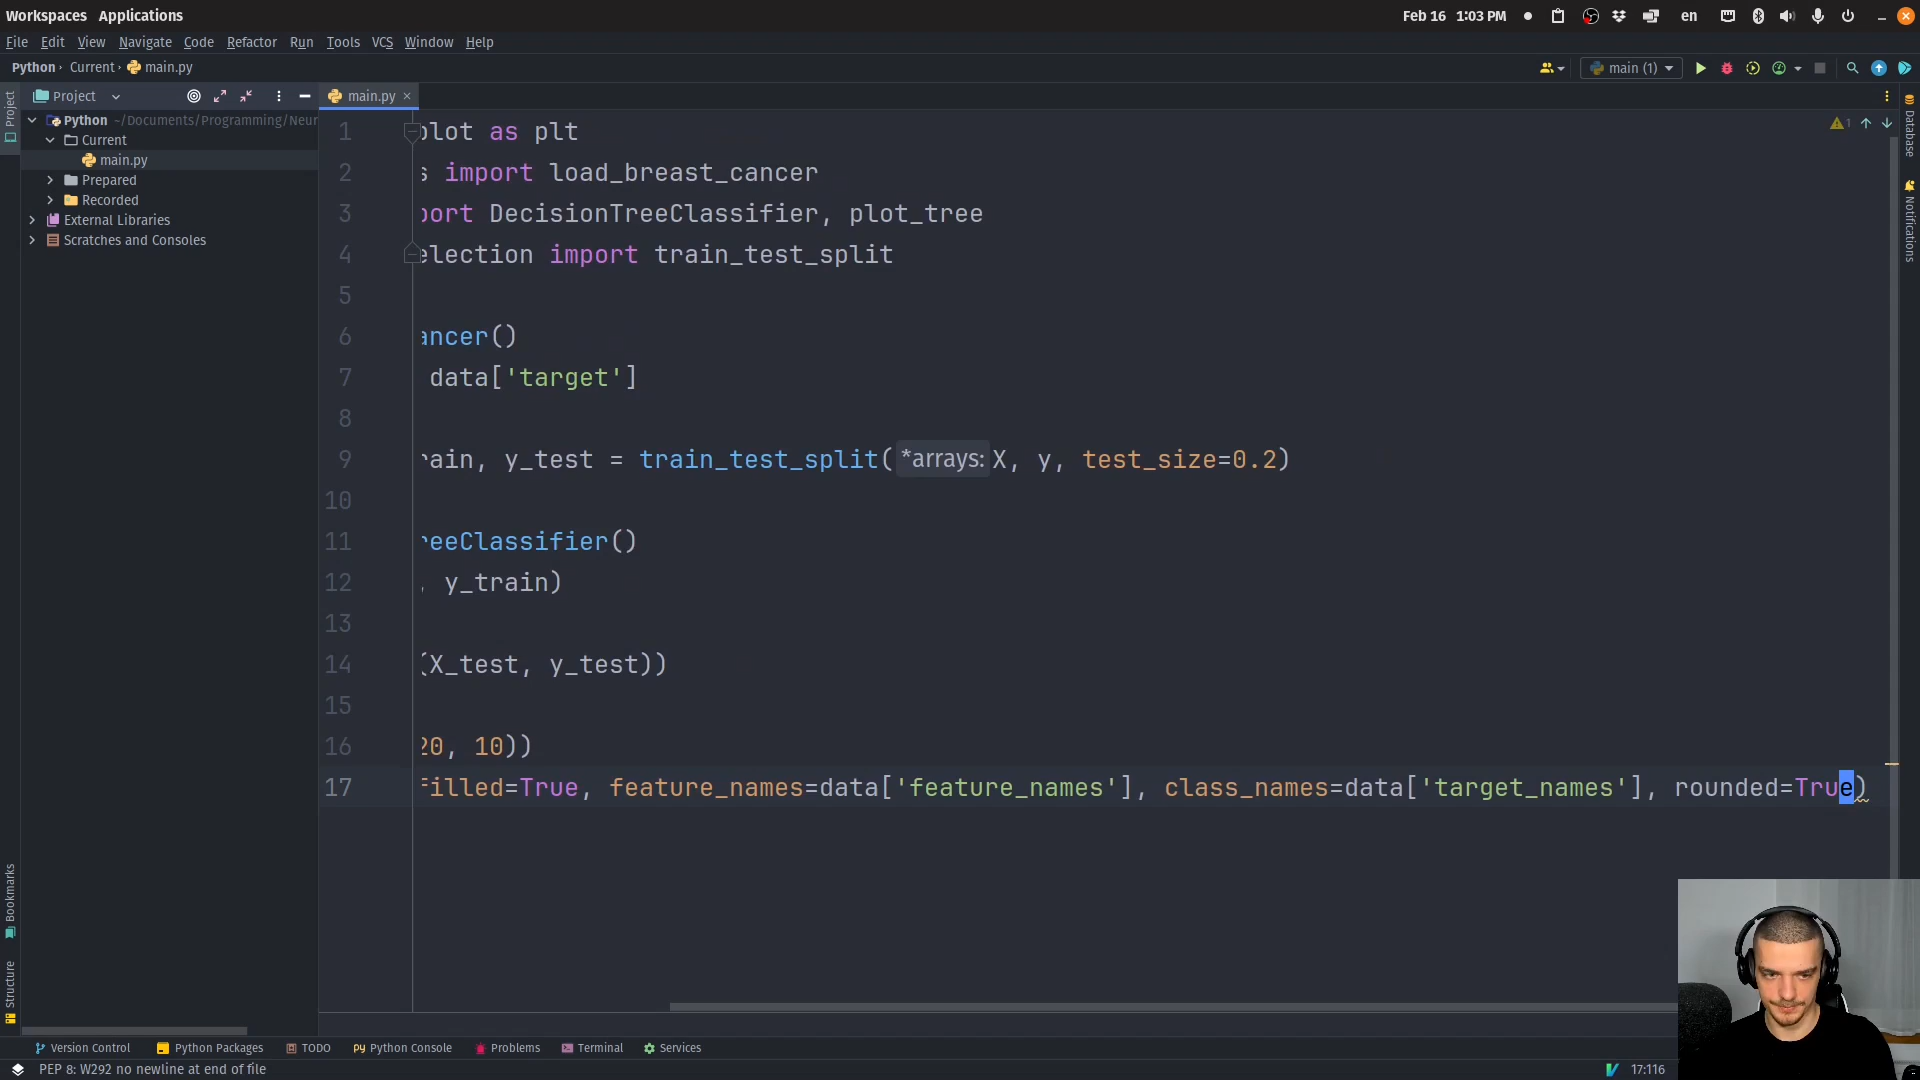 Workspaces Applications
Feb 16 1:03 PM
en
File Edit View Navigate Code Refactor Run Tools VCS Window Help
Python Current main.py
main (1)
Project
main.py
Project
Python ~/Documents/Programming/Neur
Current
main.py
Prepared
Recorded
External Libraries
Scratches and Consoles
1 plot as plt
2 s import load_breast_cancer
3 port DecisionTreeClassifier, plot_tree
4 election import train_test_split
5
6 ancer()
7 data['target']
8
9 rain, y_test = train_test_split(*arrays: X, y, test_size=0.2)
10
11 reeClassifier()
12 , y_train)
13
14 (X_test, y_test))
15
16 20, 10))
17 filled=True, feature_names=data['feature_names'], class_names=data['target_names'], rounded=True)
1
Database
Notifications
Bookmarks
Structure
Version Control Python Packages TODO Python Console Problems Terminal Services
PEP 8: W292 no newline at end of file
17:116